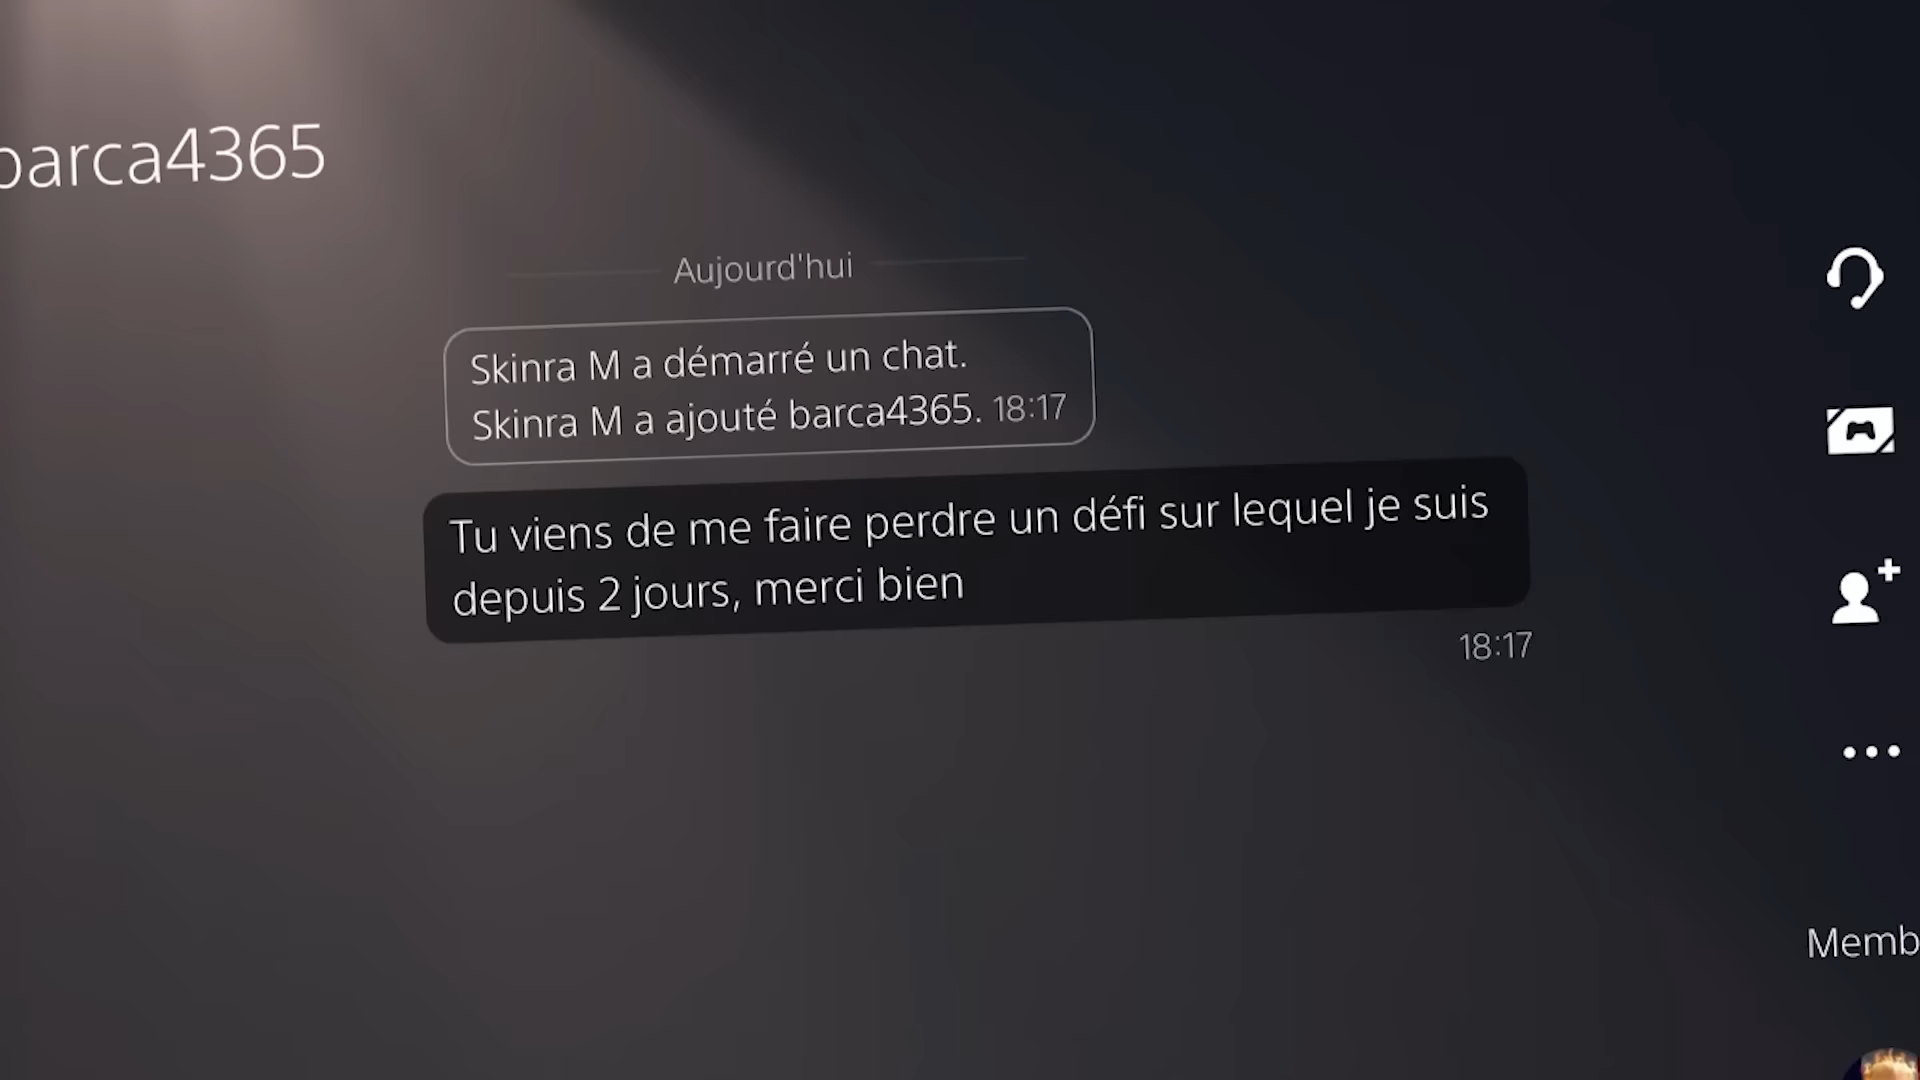 barca4365
Aujourd'hui
Skinra M a démarré un chat.
Skinra M a ajouté barca4365. 18:17
Tu viens de me faire perdre un défi sur lequel je suis
depuis 2 jours, merci bien
18:17
Memb